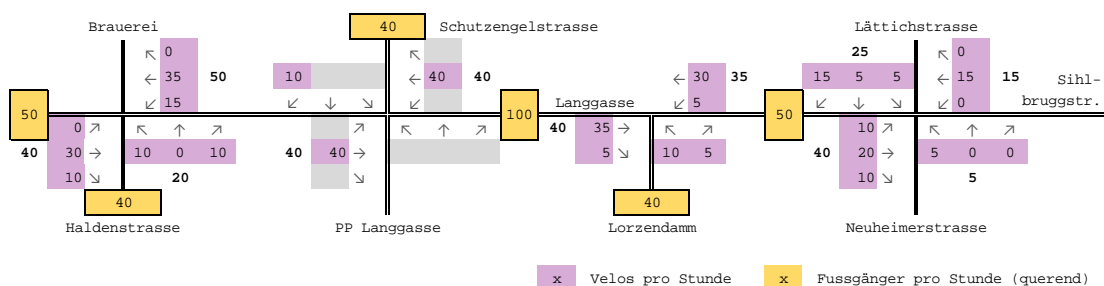 Brauerei
40
Schutzengelstrasse
Lättichstrasse
0
25
0
35 50
10
40 40
30 35
15 5 5
15 15
Sihl-
15
5
0
bruggstr.
50
100
Langgasse
50
0
40
35
10
40 30
10 0 10
40 40
5
10 5
40 20
5 0 0
10
20
10
5
40
40
Haldenstrasse
PP Langgasse
Lorzendamm
Neuheimerstrasse
x Velos pro Stunde
x Fussgänger pro Stunde (querend)